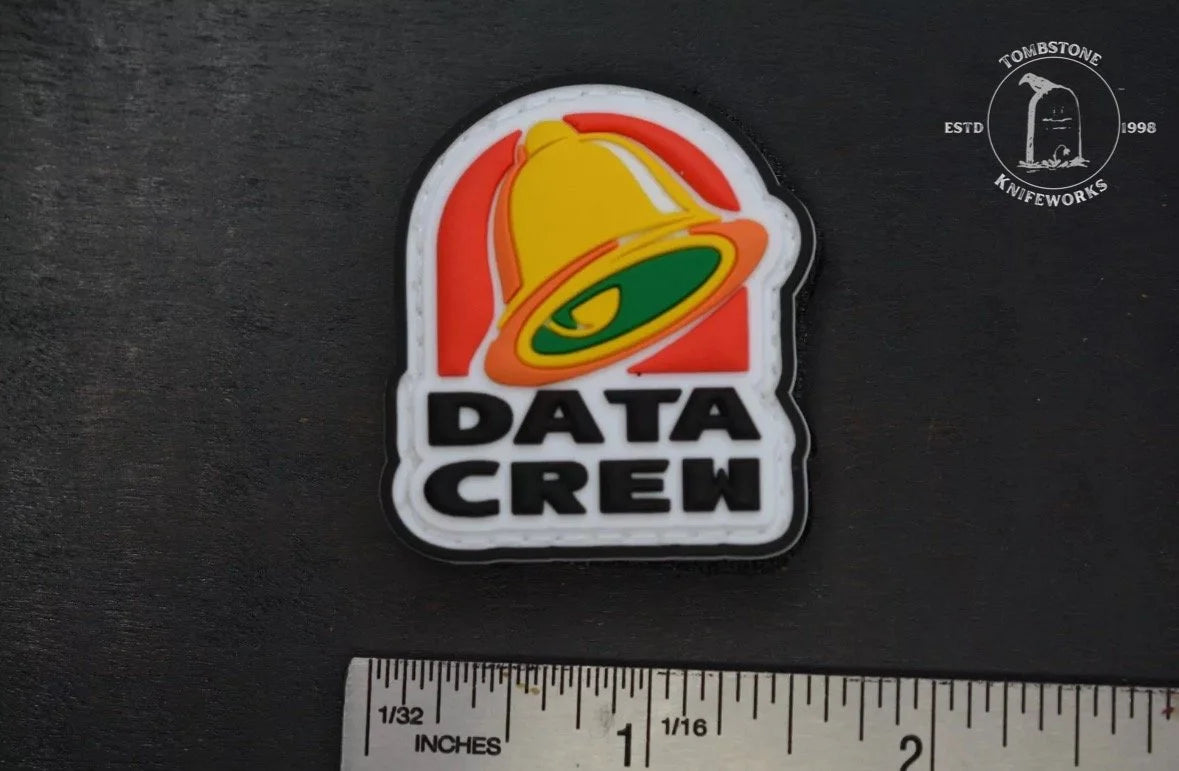 TOMBSTONE
ESTD 1998
KNIFEWORKS
DATA
CREW
1/32
INCHES
1
1/16
2